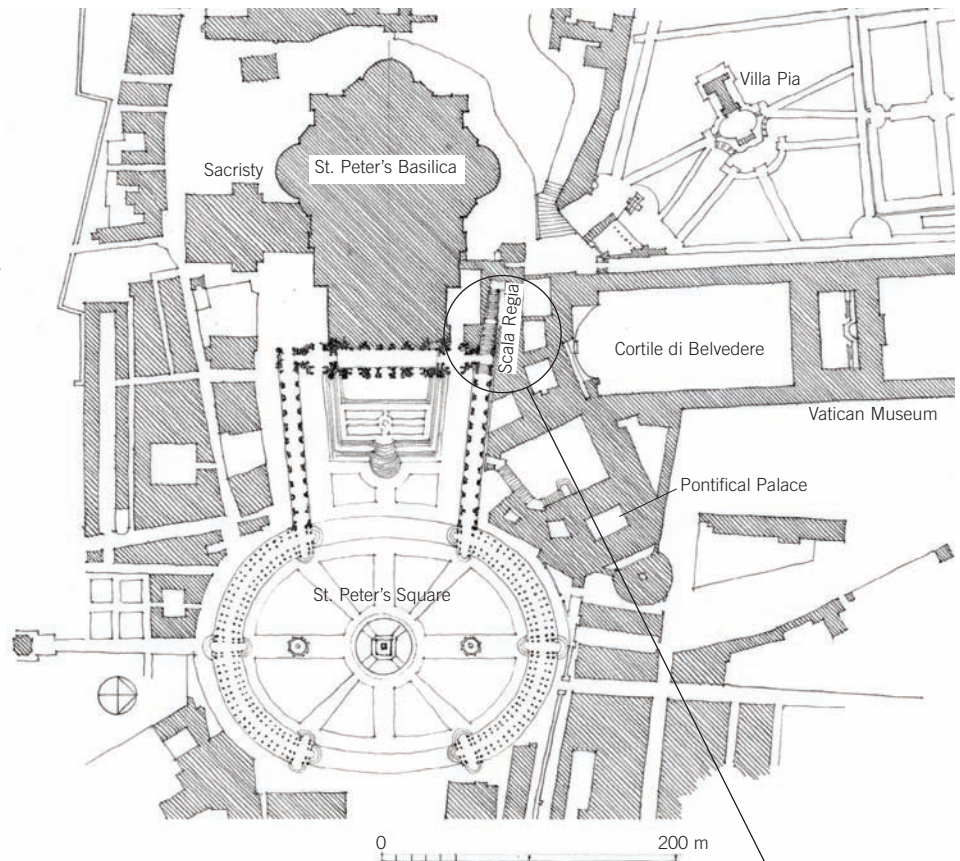 Villa Pia
Sacristy
St. Peter's Basilica
Scala Regia
Cortile di Belvedere
Vatican Museum
Pontifical Palace
St. Peter's Square
0
200 m